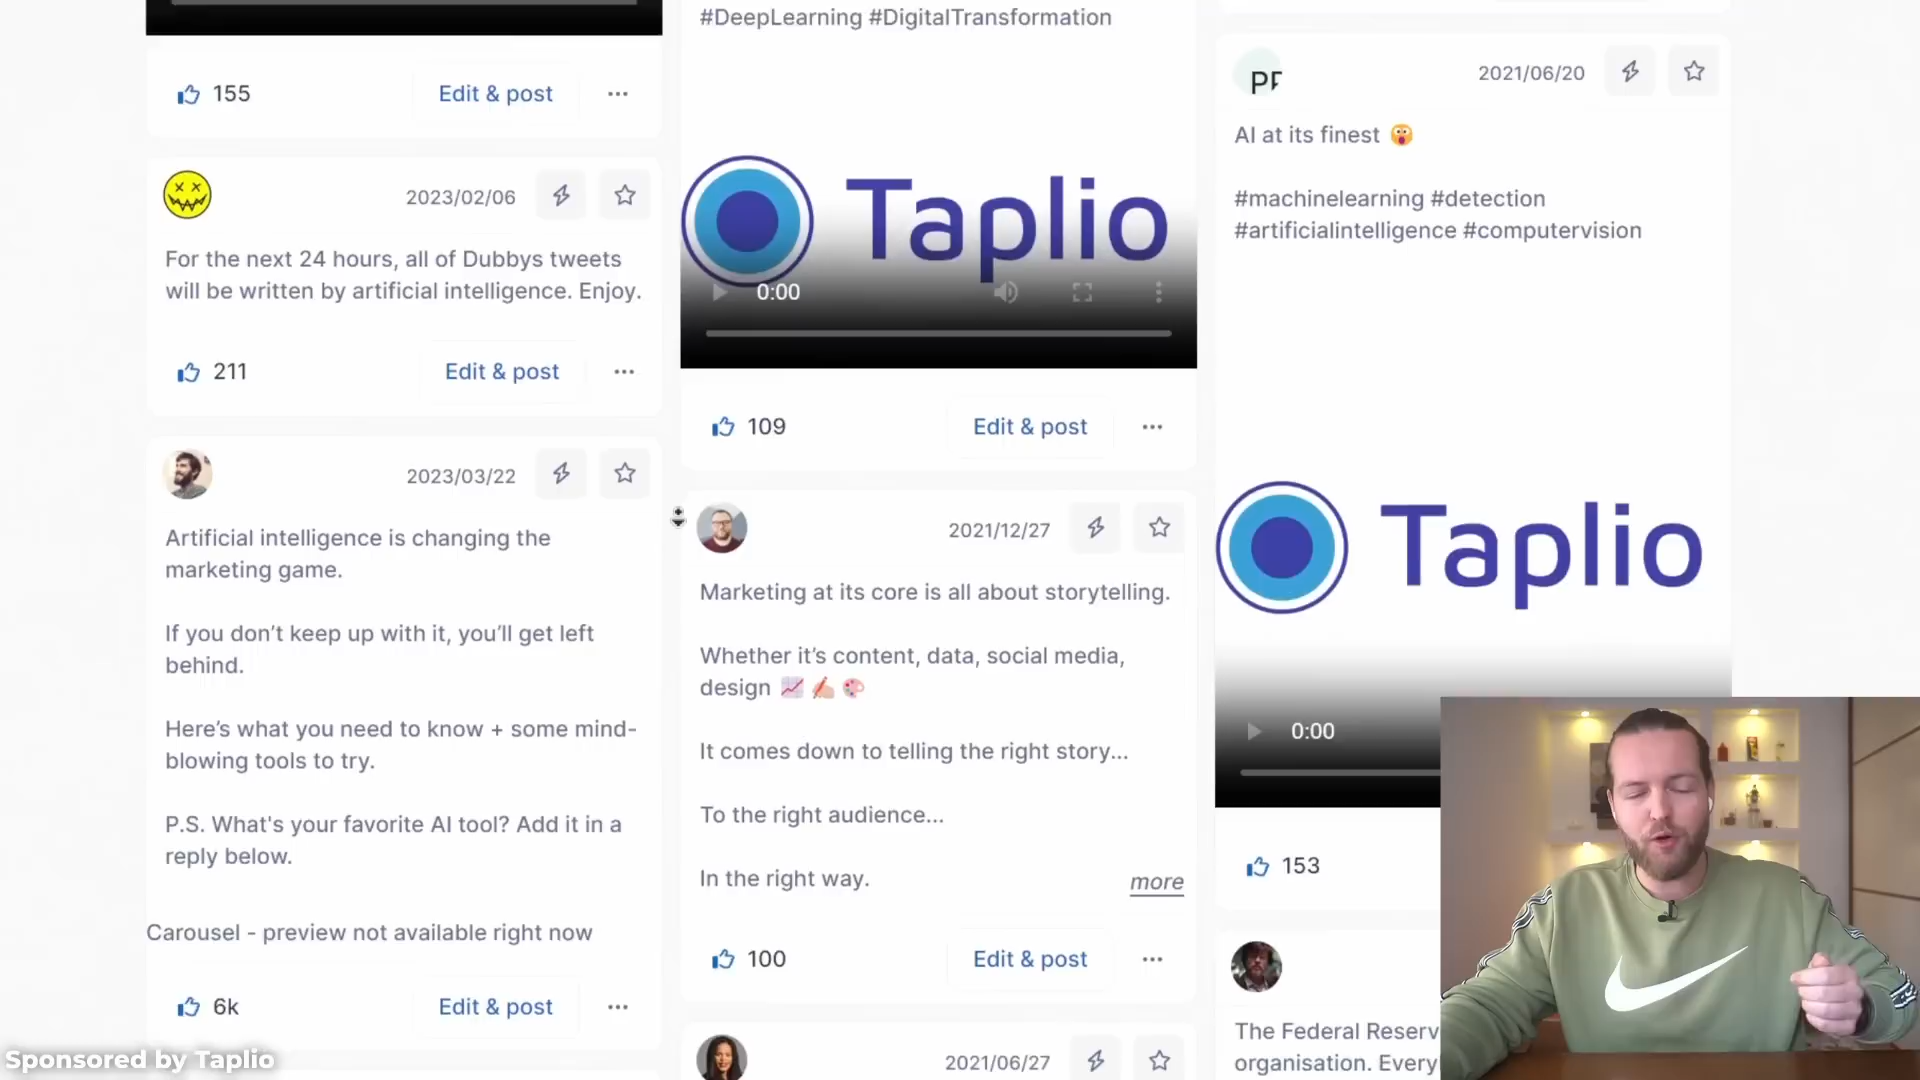 155
Edit & post
2023/02/06
For the next 24 hours, all of Dubbys tweets
will be written by artificial intelligence. Enjoy.
211
Edit & post
2023/03/22
Artificial intelligence is changing the
marketing game.
If you don’t keep up with it, you’ll get left
behind.
Here’s what you need to know + some mind-
blowing tools to try.
P.S. What's your favorite AI tool? Add it in a
reply below.
Carousel - preview not available right now
6k
Edit & post
Sponsored by Taplio
#DeepLearning #DigitalTransformation
Taplio
0:00
109
Edit & post
2021/12/27
Marketing at its core is all about storytelling.
Whether it’s content, data, social media,
design 📈 ✍🏻 🎨
It comes down to telling the right story...
To the right audience...
In the right way.
more
100
Edit & post
2021/06/27
2021/06/20
AI at its finest 😲
#machinelearning #detection
#artificialintelligence #computervision
Taplio
0:00
153
The Federal
organisation. Every